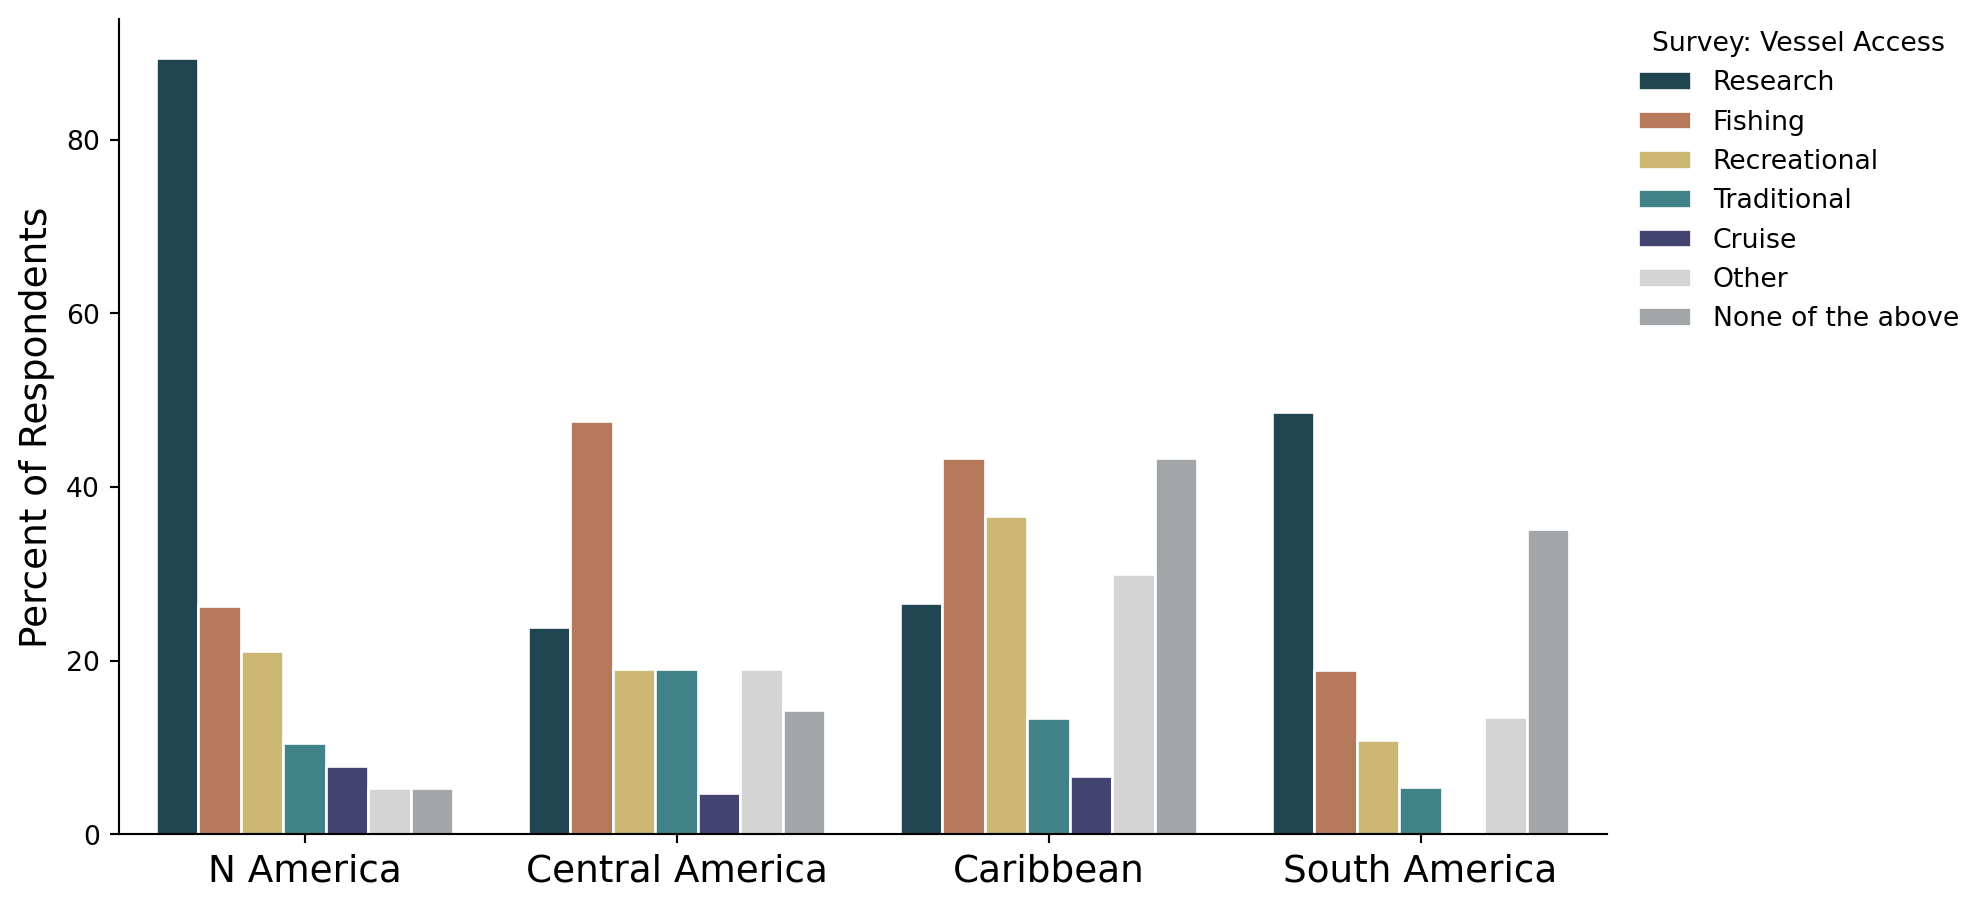 Survey: Vessel Access
Research
Fishing
Recreational
Traditional
Cruise
Other
None of the above
Percent of Respondents
80
60
40
20
0
N America
Central America
Caribbean
South America